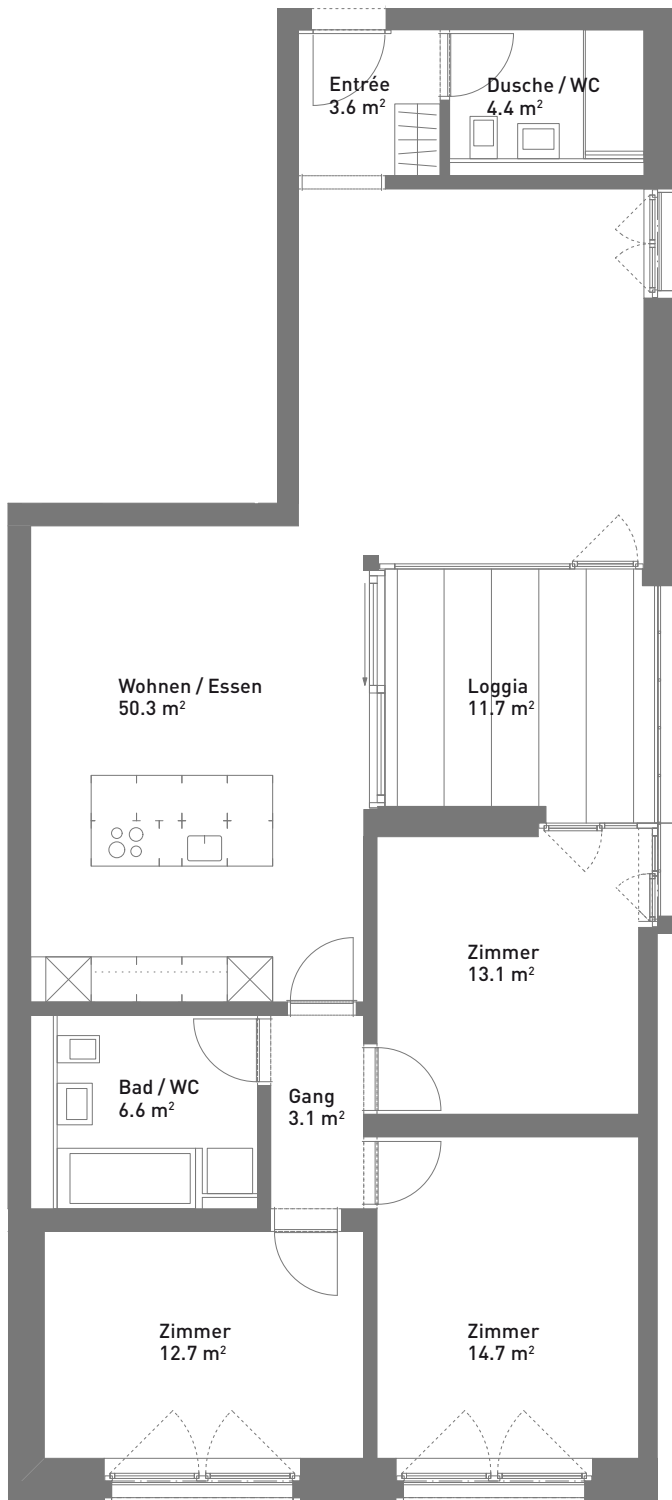 Entrée
3.6 m²
Dusche / WC
4.4 m²
Wohnen / Essen
50.3 m²
Loggia
11.7 m²
Zimmer
13.1 m²
Bad / WC
6.6 m²
Gang
3.1 m²
Zimmer
12.7 m²
Zimmer
14.7 m²